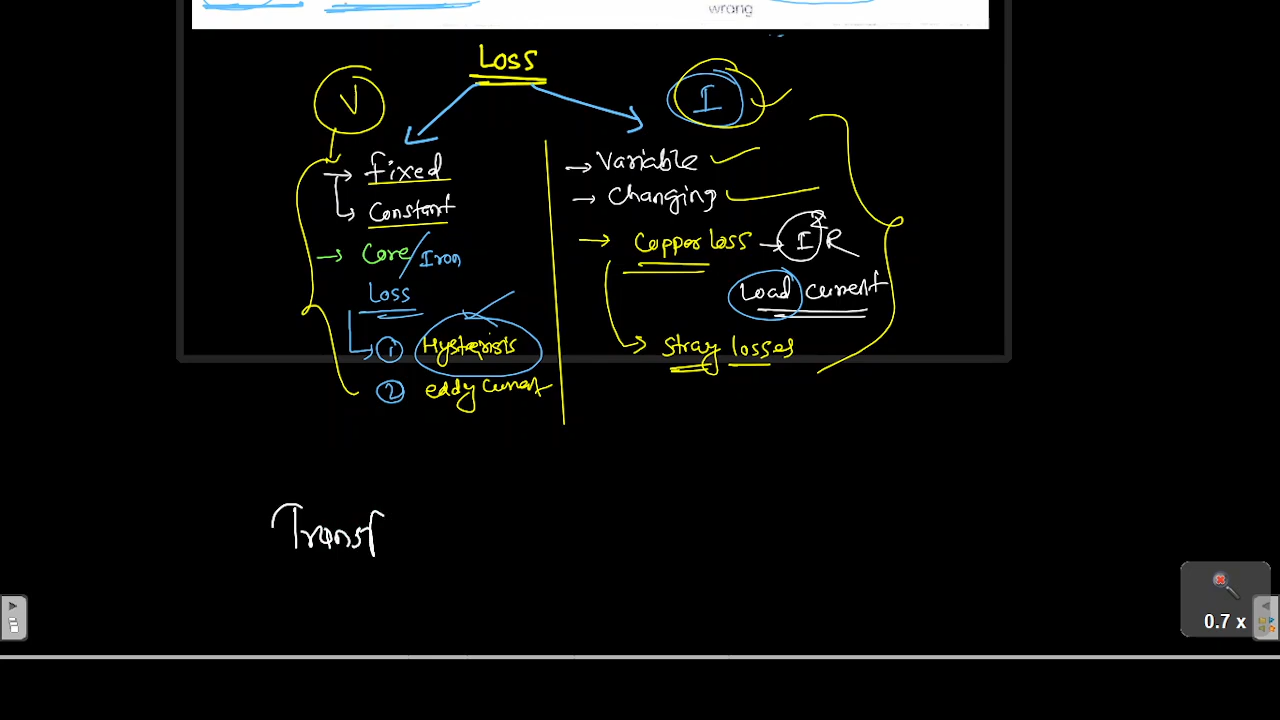 wrong
Loss
V
I
fixed
Constant
Core/Iron
Loss
1 Hysterisis
2 eddy current
Variable
Changing
Copper loss → I²R
Load current
stray losses
Transf
0.7 x